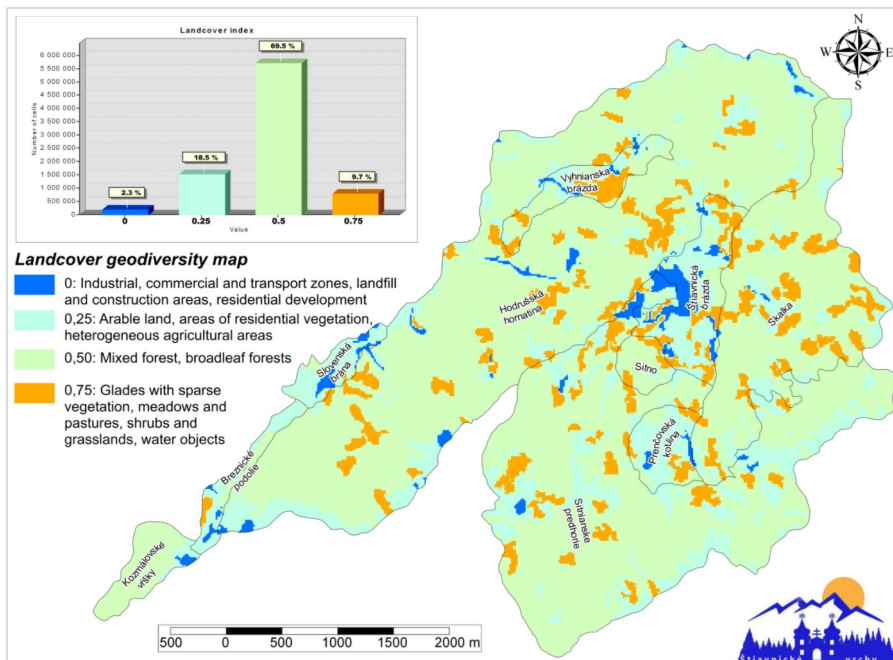 Landcover index
69.5 %
18.5 %
9.7 %
2.3 %
Number of cells
6 000 000
5 500 000
5 000 000
4 500 000
4 000 000
3 500 000
3 000 000
2 500 000
2 000 000
1 500 000
1 000 000
500 000
0
0 0.25 0.5 0.75
Value
Landcover geodiversity map
0: Industrial, commercial and transport zones, landfill
and construction areas, residential development
0,25: Arable land, areas of residential vegetation,
heterogeneous agricultural areas
0,50: Mixed forest, broadleaf forests
0,75: Glades with sparse
vegetation, meadows and
pastures, shrubs and
grasslands, water objects
N
W E
S
Vyhnianska
brázda
Hodrušská
hornatina
Štiavnická
brázda
Skalka
Slovenská
brána
Sitno
Prenčovská
kotlina
Breznické
podolie
Sitnianske
predhorie
Kozmálovské
vŕšky
500 0 500 1000 1500 2000 m
Štiavnické vrchy